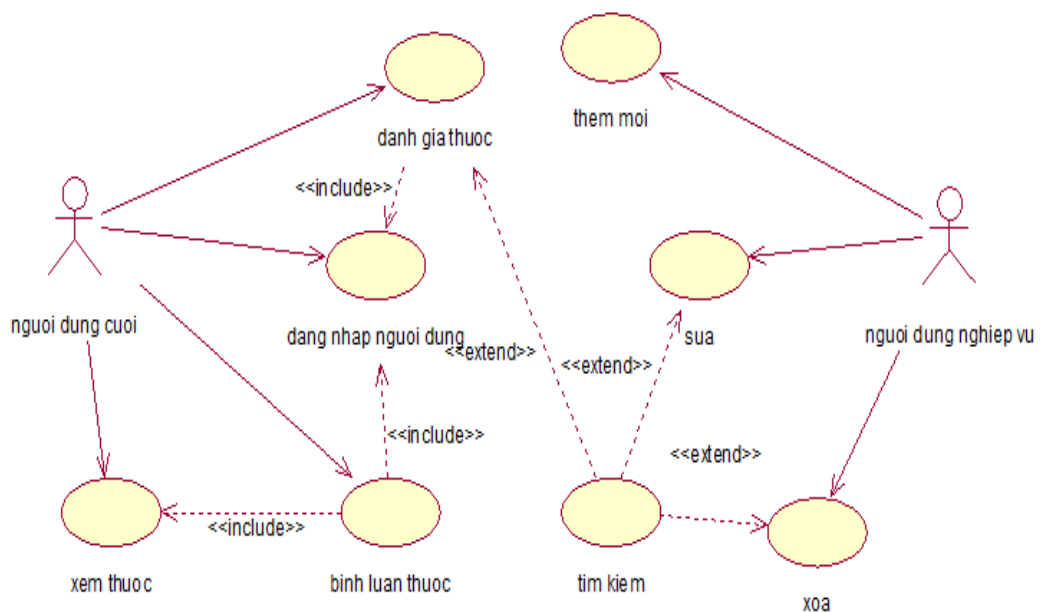 them moi
danh gia thuoc
<<include>>
nguoi dung cuoi
dang nhap nguoi dung
sua
nguoi dung nghiep vu
<<extend>>
<<extend>>
<<include>>
<<extend>>
<<include>>
xem thuoc
binh luan thuoc
tim kiem
xoa